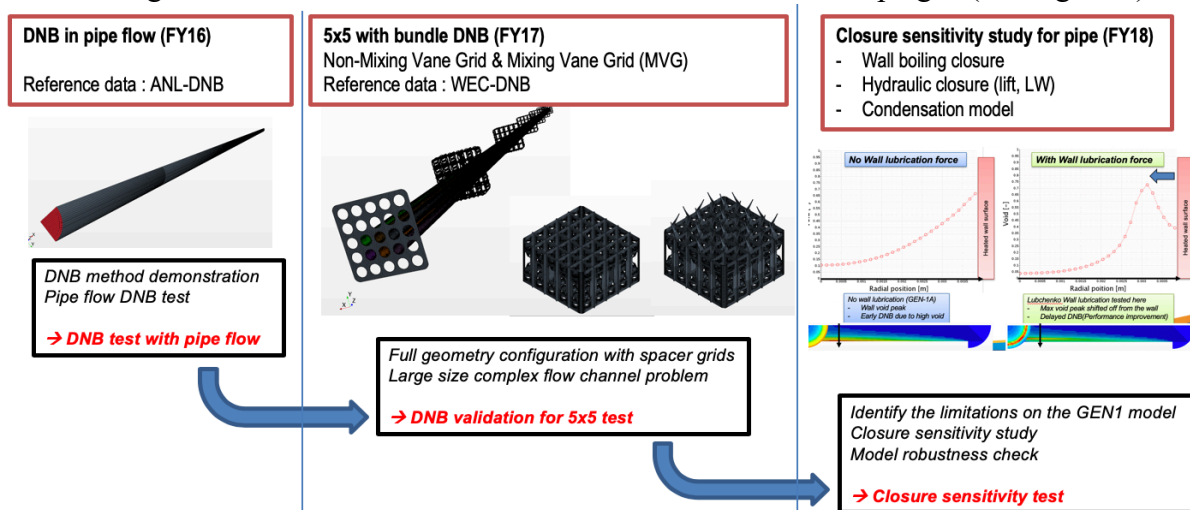 DNB in pipe flow (FY16)
Reference data : ANL-DNB
DNB method demonstration
Pipe flow DNB test
→ DNB test with pipe flow
5x5 with bundle DNB (FY17)
Non-Mixing Vane Grid & Mixing Vane Grid (MVG)
Reference data : WEC-DNB
Full geometry configuration with spacer grids
Large size complex flow channel problem
→ DNB validation for 5x5 test
Closure sensitivity study for pipe (FY18)
- Wall boiling closure
- Hydraulic closure (lift, LW)
- Condensation model
No Wall lubrication force
Heated wall surface
Radial position [m]
No wall lubrication (GEN-1A)
- Wall void peak
- Early DNB due to high void
With Wall lubrication force
Void [-]
Heated wall surface
Radial position [m]
Lubchenko Wall lubrication tested here
- Max void peak shifted off from the wall
- Delayed DNB(Performance improvement)
Identify the limitations on the GEN1 model
Closure sensitivity study
Model robustness check
→ Closure sensitivity test